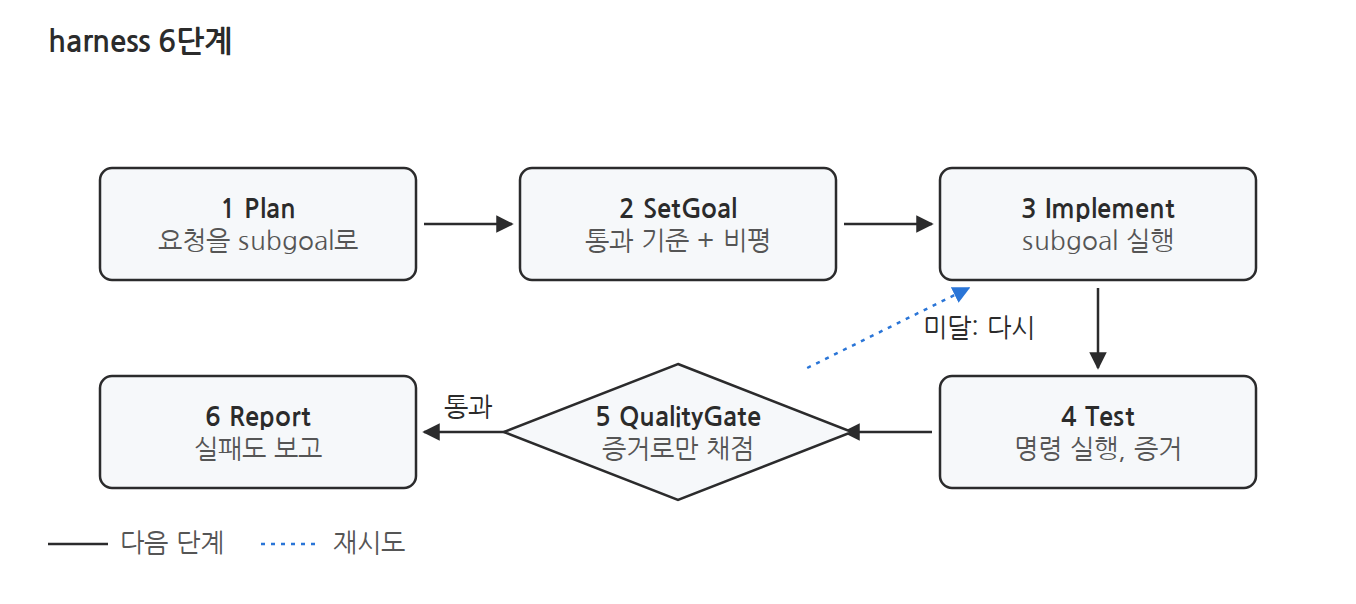 harness 6단계
1 Plan
요청을 subgoal로
2 SetGoal
통과 기준 + 비평
3 Implement
subgoal 실행
미달: 다시
6 Report
실패도 보고
통과
5 QualityGate
증거로만 채점
4 Test
명령 실행, 증거
다음 단계
재시도